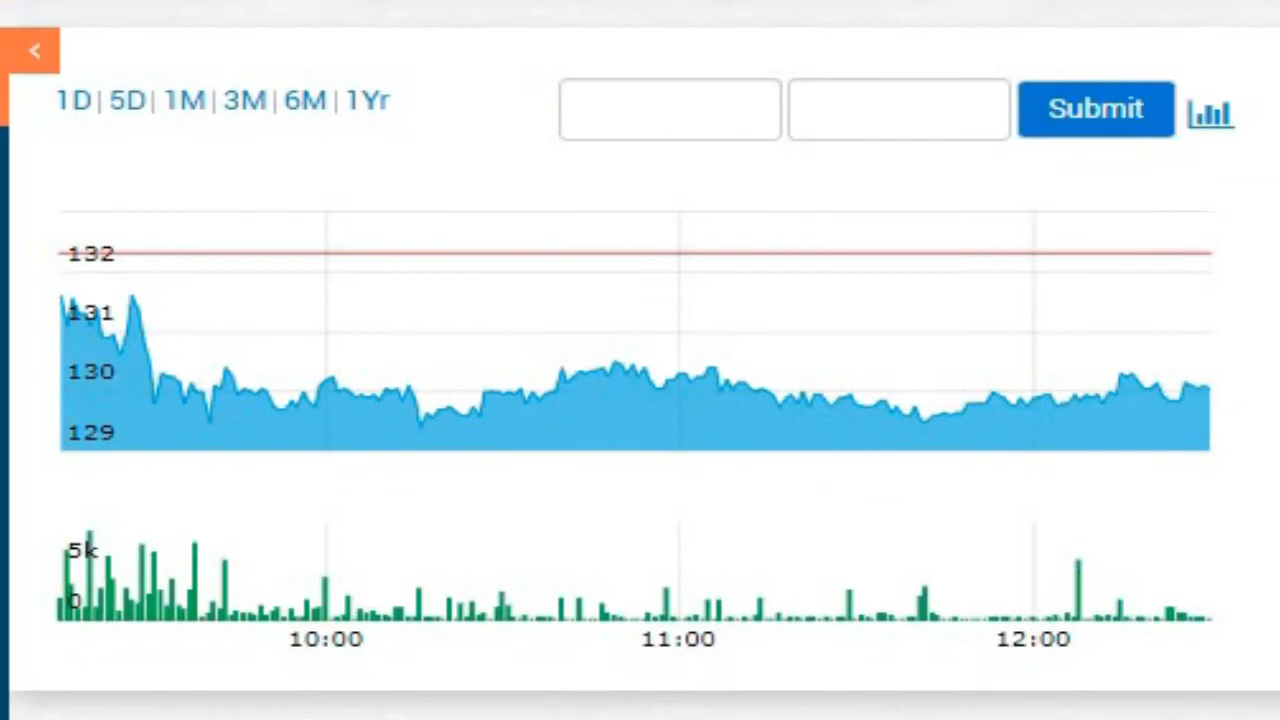 1D | 5D | 1M | 3M | 6M | 1Yr
Submit
132
131
130
129
5k
0
10:00 11:00 12:00